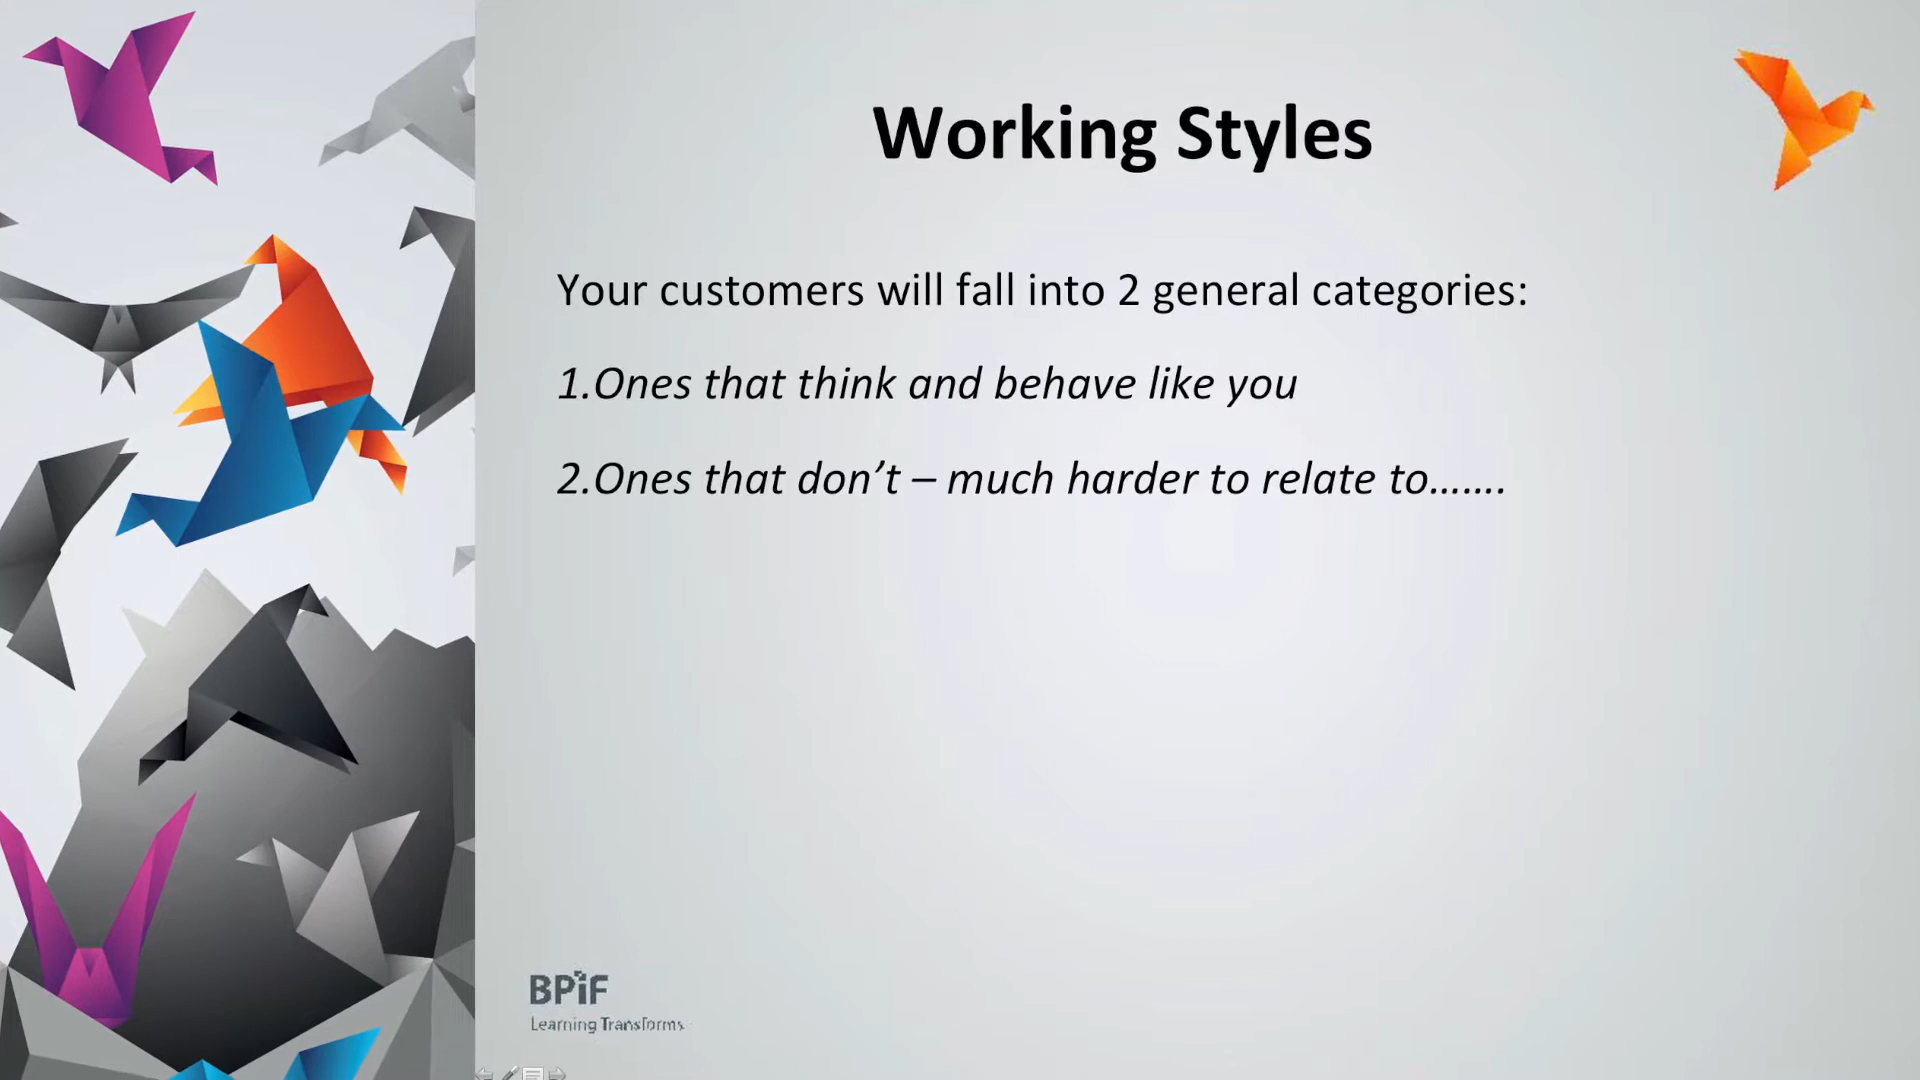 Working Styles
Your customers will fall into 2 general categories:
1.Ones that think and behave like you
2.Ones that don’t – much harder to relate to…….
BPiF
Learning Transforms